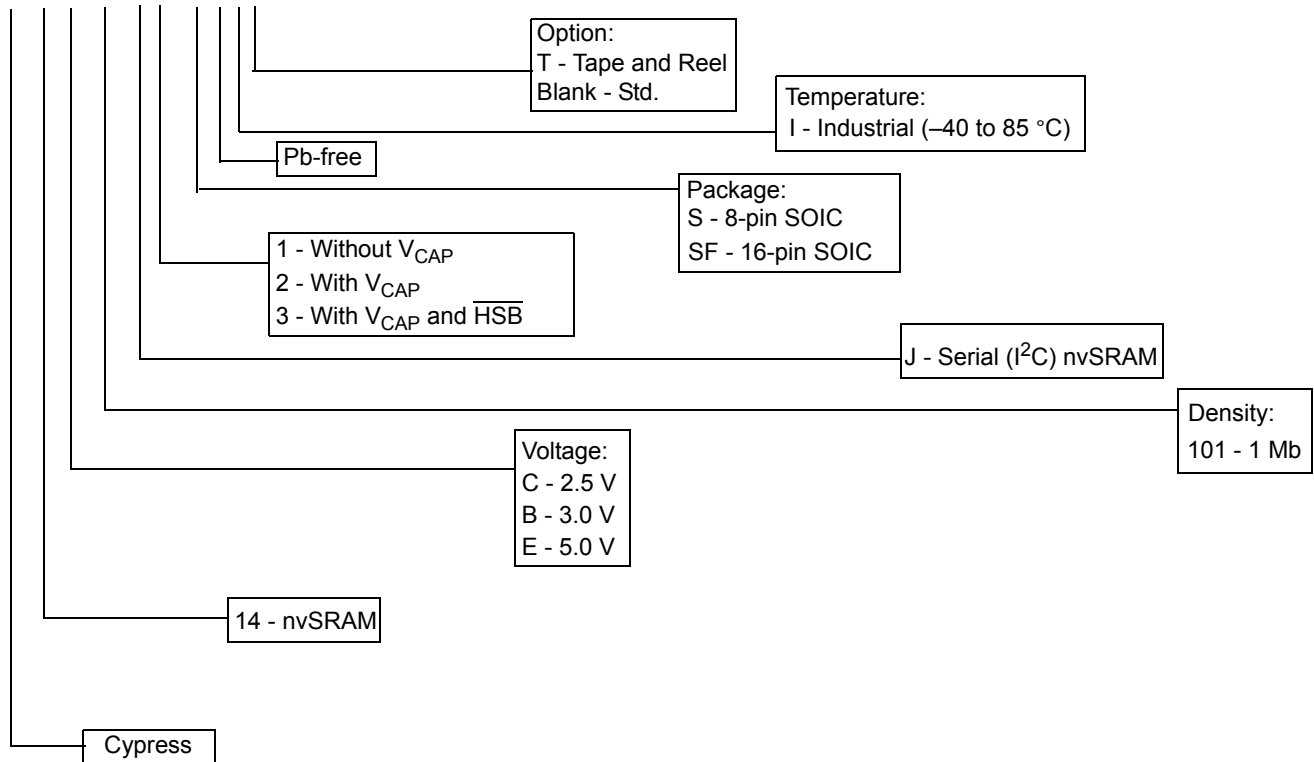 Option:
T - Tape and Reel
Blank - Std.
Temperature:
I - Industrial (–40 to 85 °C)
Pb-free
Package:
S - 8-pin SOIC
SF - 16-pin SOIC
1 - Without VCAP
2 - With VCAP
3 - With VCAP and HSB
J - Serial (I2C) nvSRAM
Density:
101 - 1 Mb
Voltage:
C - 2.5 V
B - 3.0 V
E - 5.0 V
14 - nvSRAM
Cypress